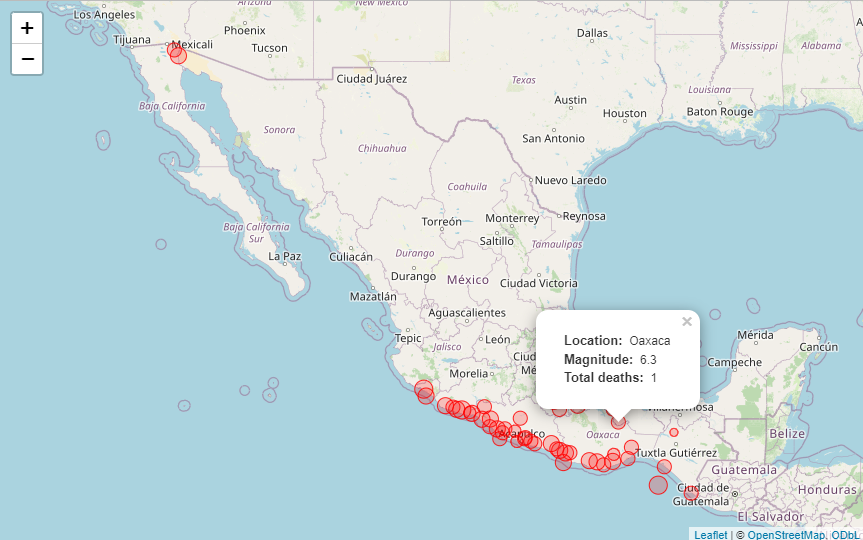 +
−
Los Angeles
Arizona
New Mexico
Phoenix
Tijuana
Mexicali
Tucson
Dallas
Mississippi
Alabama
Ciudad Juárez
Texas
Louisiana
Austin
Baton Rouge
Houston
San Antonio
Baja California
Sonora
Chihuahua
Nuevo Laredo
Coahuila
Reynosa
Monterrey
Torreón
Saltillo
Tamaulipas
Baja California
Sur
La Paz
Culiacán
Durango
Durango
México
Ciudad Victoria
Mazatlán
Aguascalientes
Tepic
León
Jalisco
Morelia
×
Location: Oaxaca
Magnitude: 6.3
Total deaths: 1
Mérida
Cancún
Campeche
Acapulco
Oaxaca
Villahermosa
Tuxtla Gutiérrez
Belize
Guatemala
Ciudad de
Guatemala
Honduras
El Salvador
Leaflet | © OpenStreetMap, ODbL